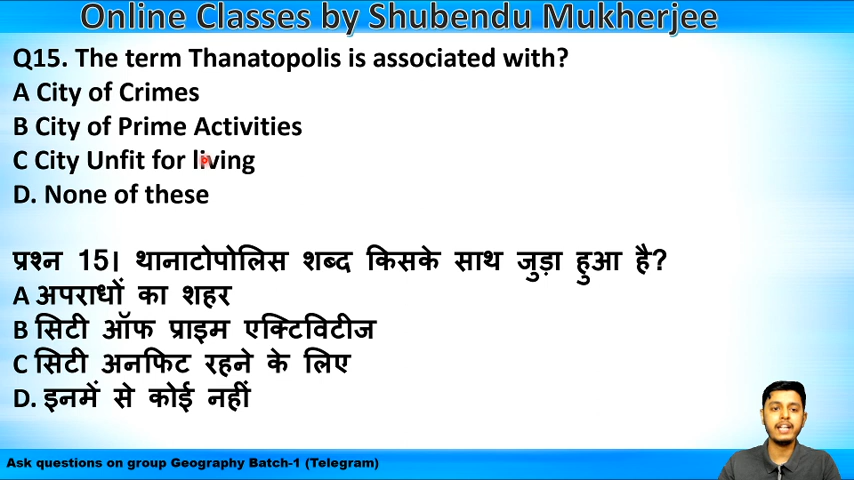 Online Classes by Shubendu Mukherjee
Q15. The term Thanatopolis is associated with?
A City of Crimes
B City of Prime Activities
C City Unfit for living
D. None of these
प्रश्न 15। थानाटोपोलिस शब्द किसके साथ जुड़ा हुआ है?
A अपराधों का शहर
B सिटी ऑफ प्राइम एक्टिविटीज
C सिटी अनफिट रहने के लिए
D. इनमें से कोई नहीं
Ask questions on group Geography Batch-1 (Telegram)